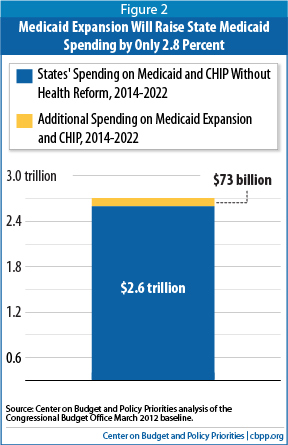 Figure 2
Medicaid Expansion Will Raise State Medicaid
Spending by Only 2.8 Percent
States' Spending on Medicaid and CHIP Without
Health Reform, 2014-2022
Additional Spending on Medicaid Expansion
and CHIP, 2014-2022
3.0 trillion
$73 billion
2.4
1.8
$2.6 trillion
1.2
0.6
Source: Center on Budget and Policy Priorities analysis of the
Congressional Budget Office March 2012 baseline.
Center on Budget and Policy Priorities | cbpp.org